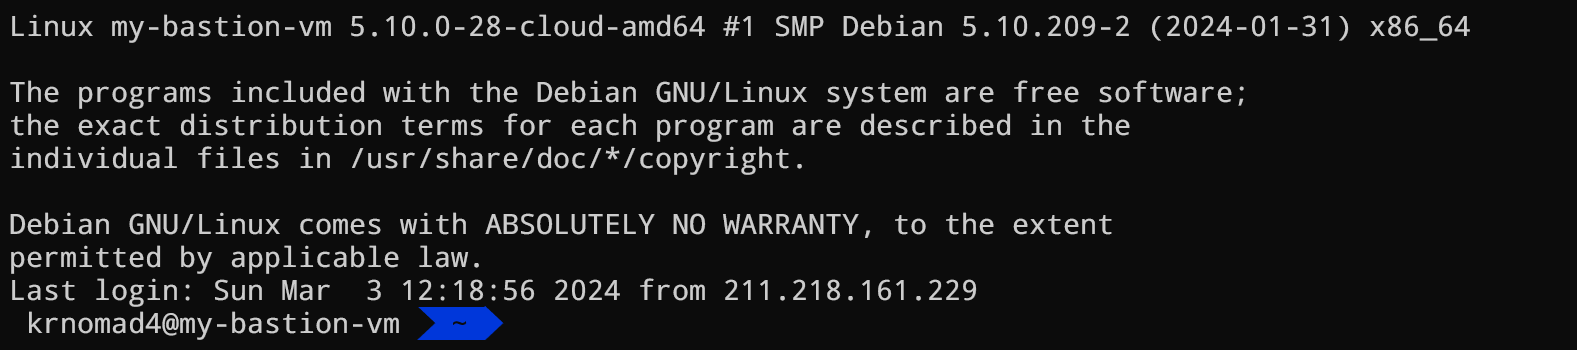 Linux my-bastion-vm 5.10.0-28-cloud-amd64 #1 SMP Debian 5.10.209-2 (2024-01-31) x86_64
The programs included with the Debian GNU/Linux system are free software;
the exact distribution terms for each program are described in the
individual files in /usr/share/doc/*/copyright.
Debian GNU/Linux comes with ABSOLUTELY NO WARRANTY, to the extent
permitted by applicable law.
Last login: Sun Mar  3 12:18:56 2024 from 211.218.161.229
krnomad4@my-bastion-vm ~